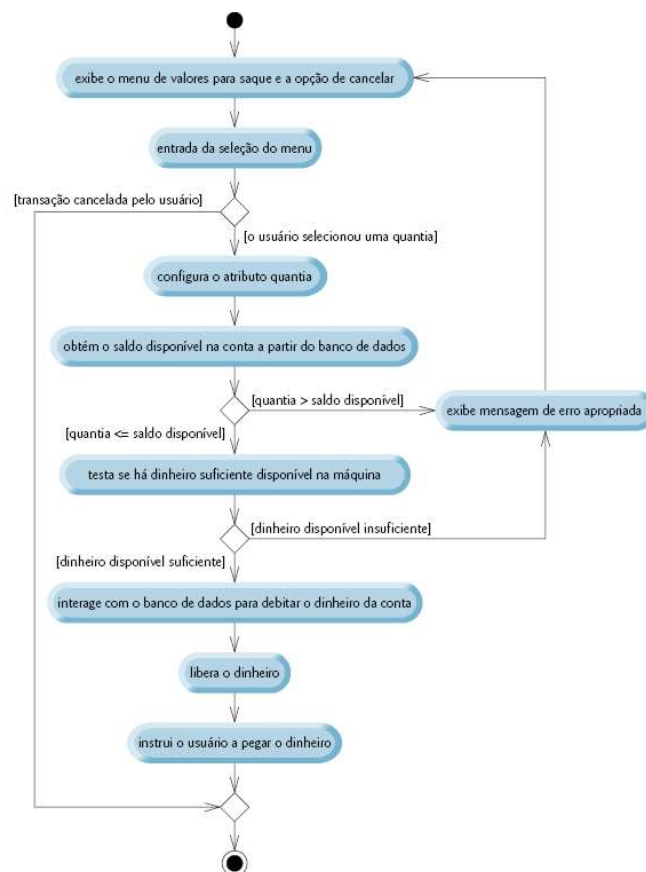 exibe o menu de valores para saque e a opção de cancelar
entrada da seleção do menu
[transação cancelada pelo usuário]
[o usuário selecionou uma quantia]
configura o atributo quantia
obtém o saldo disponível na conta a partir do banco de dados
[quantia > saldo disponível]
exibe mensagem de erro apropriada
[quantia <= saldo disponível]
testa se há dinheiro suficiente disponível na máquina
[dinheiro disponível insuficiente]
[dinheiro disponível suficiente]
interage com o banco de dados para debitar o dinheiro da conta
libera o dinheiro
instrui o usuário a pegar o dinheiro